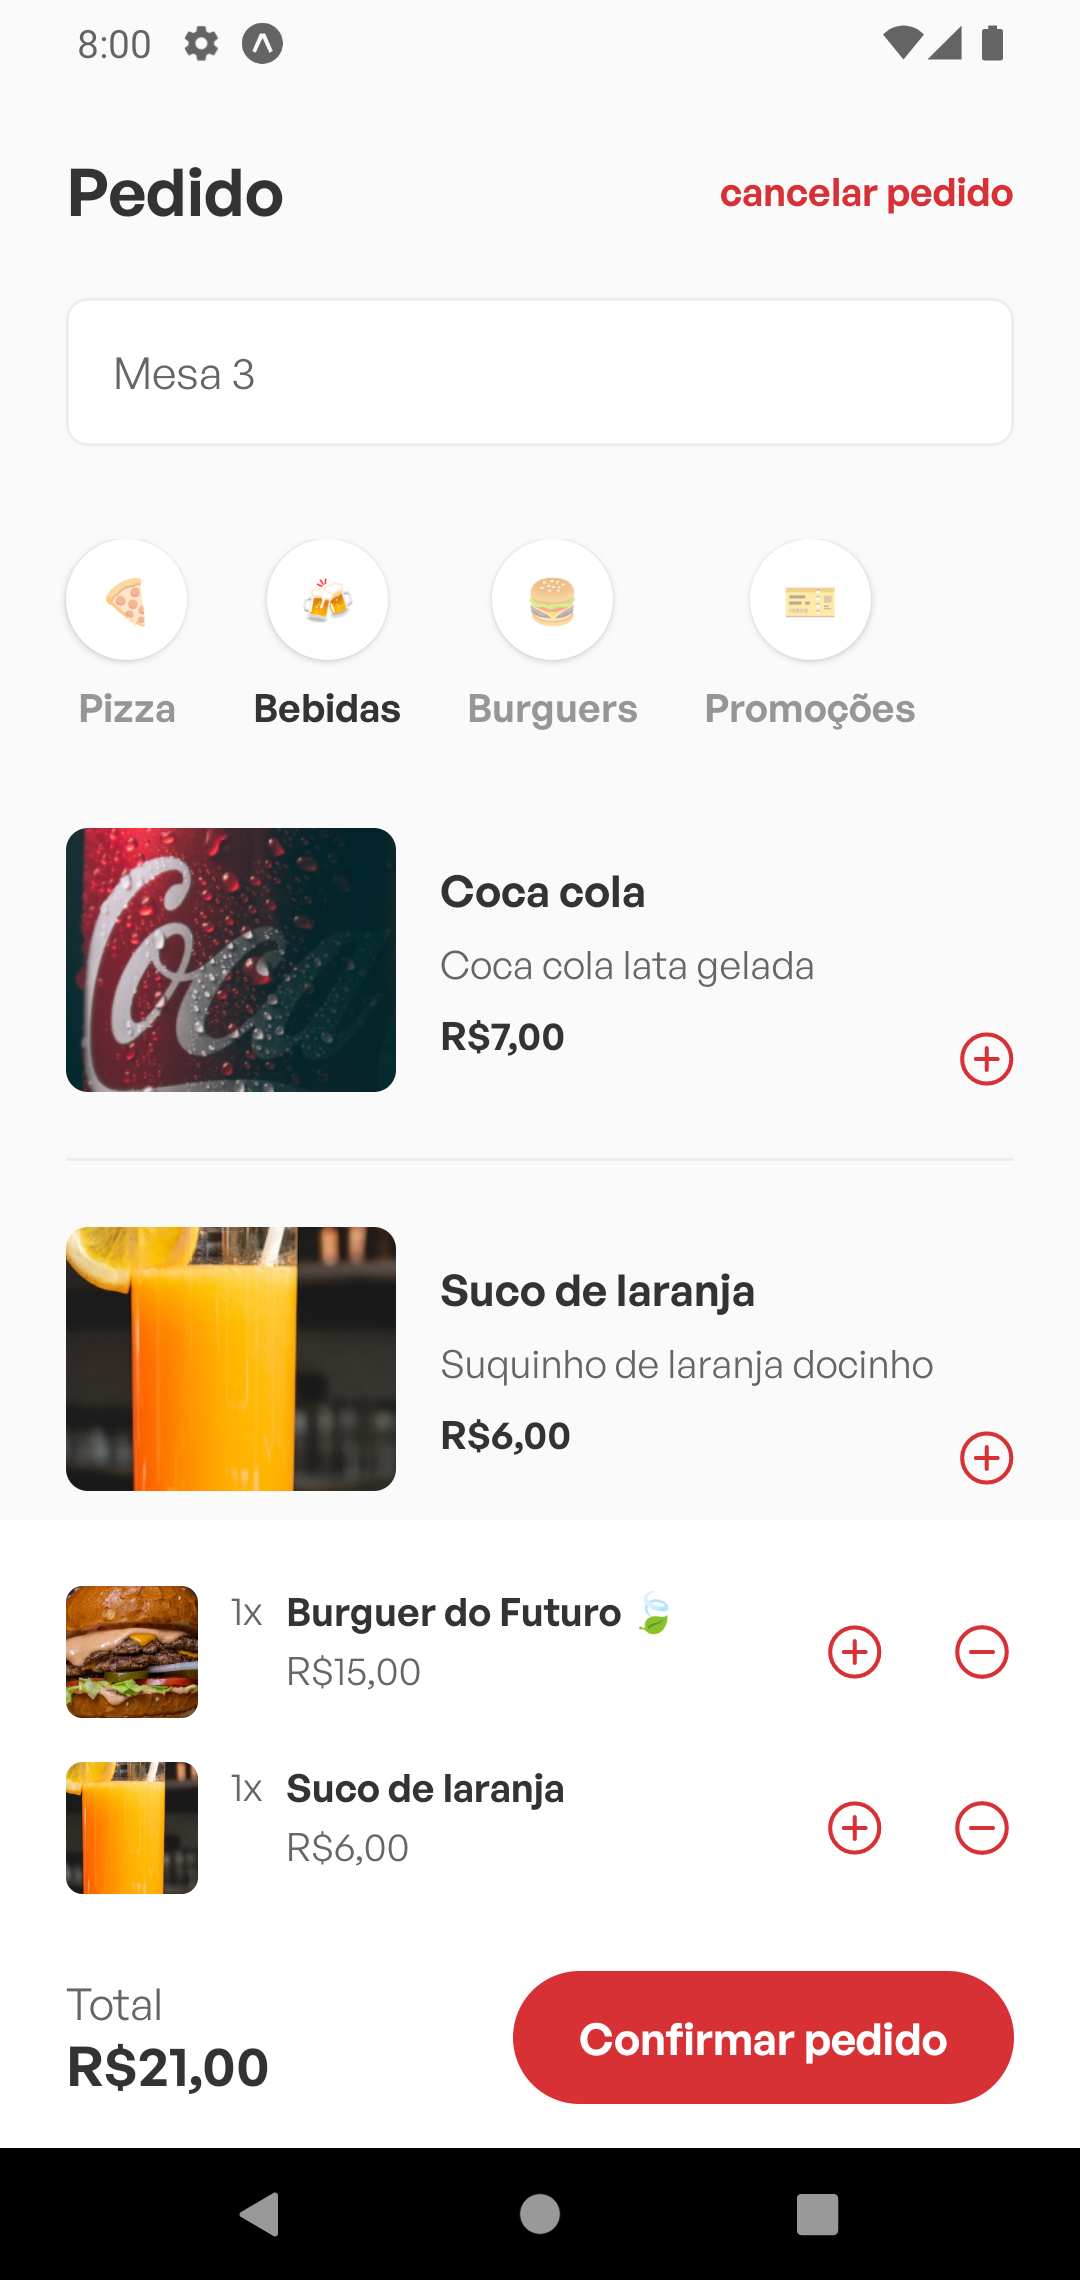 8:00
Pedido
cancelar pedido
Mesa 3
Pizza
Bebidas
Burguers
Promoções
Coca
Coca cola
Coca cola lata gelada
R$7,00
Suco de laranja
Suquinho de laranja docinho
R$6,00
1x Burguer do Futuro 🍃
R$15,00
1x Suco de laranja
R$6,00
Total
R$21,00
Confirmar pedido